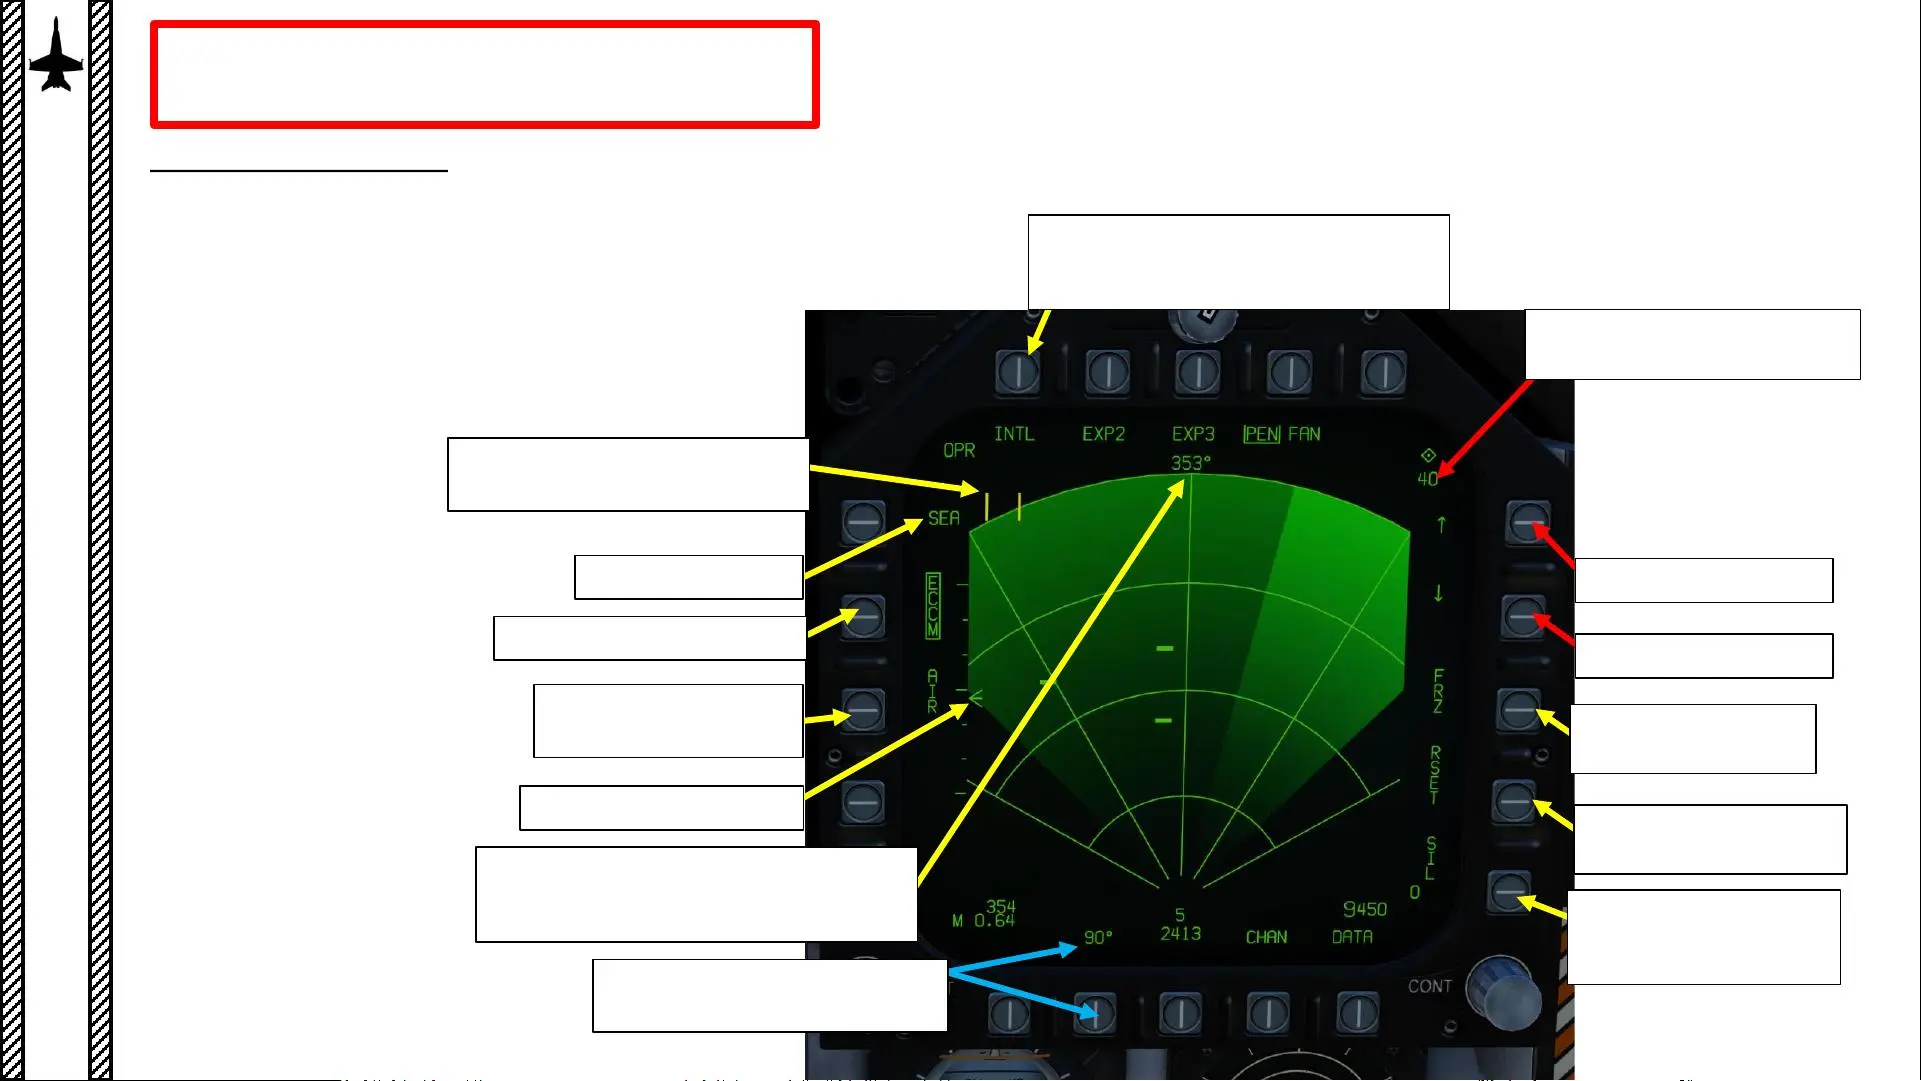 INTL EXP2 EXP3 PEN FAN
OPR
353°
40
SEA
ECCM
AIR
FRZ
RSET
SIL
0
354
M 0.64
5
9450
90°
2413
CHAN
DATA
CONT